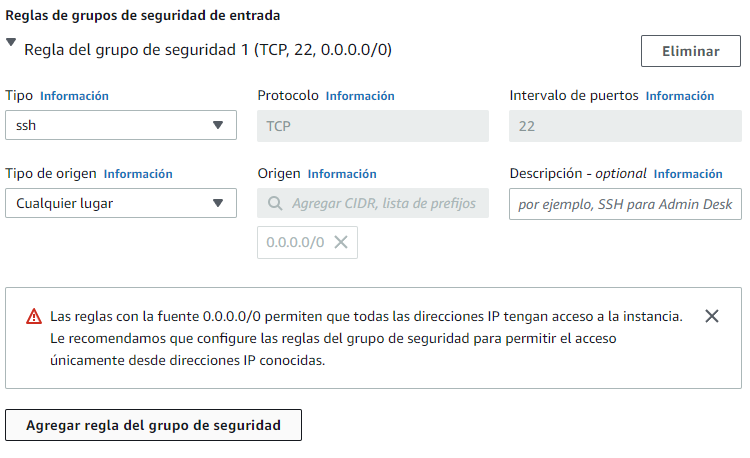 Reglas de grupos de seguridad de entrada
Regla del grupo de seguridad 1 (TCP, 22, 0.0.0.0/0)
Eliminar
Tipo Información
Protocolo Información
Intervalo de puertos Información
ssh
TCP
22
Tipo de origen Información
Origen Información
Descripción - optional Información
Cualquier lugar
Agregar CIDR, lista de prefijos
por ejemplo, SSH para Admin Desk
0.0.0.0/0
Las reglas con la fuente 0.0.0.0/0 permiten que todas las direcciones IP tengan acceso a la instancia.
Le recomendamos que configure las reglas del grupo de seguridad para permitir el acceso
únicamente desde direcciones IP conocidas.
Agregar regla del grupo de seguridad